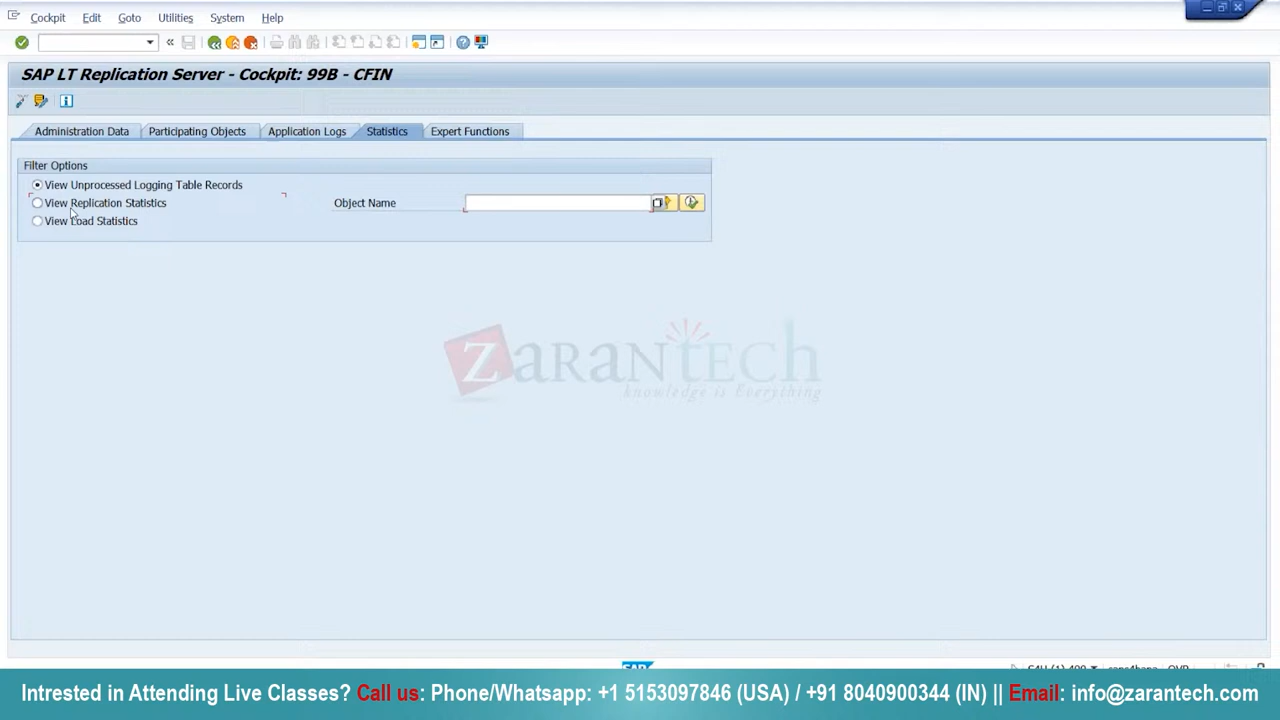 Cockpit Edit Goto Utilities System Help
SAP LT Replication Server - Cockpit: 99B - CFIN
Administration Data Participating Objects Application Logs Statistics Expert Functions
Filter Options
View Unprocessed Logging Table Records
View Replication Statistics Object Name
View Load Statistics
zarantech
knowledge is Everything
SAP
Intrested in Attending Live Classes? Call us: Phone/Whatsapp: +1 5153097846 (USA) / +91 8040900344 (IN) || Email: info@zarantech.com